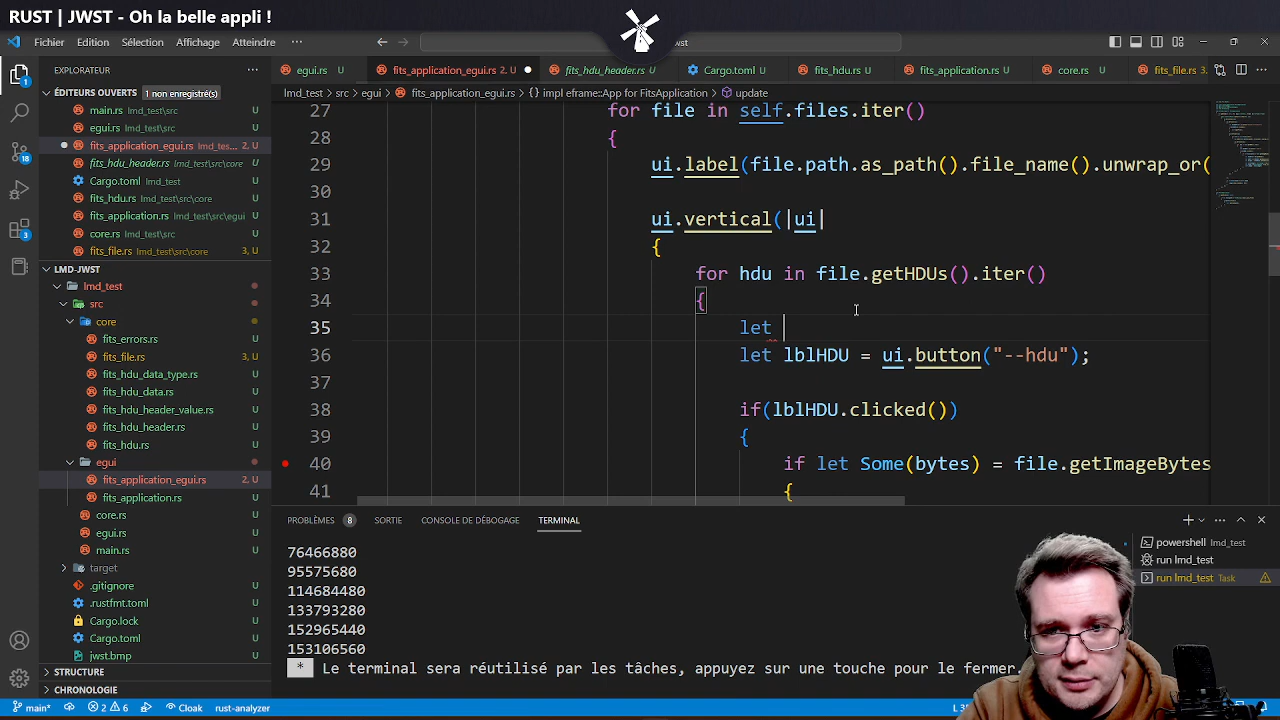 RUST | JWST - Oh la belle appli !
Fichier Edition Sélection Affichage Atteindre ··· wst
EXPLORATEUR
egui.rs U
fits_application_egui.rs 2, U
fits_hdu_header.rs U
Cargo.toml U
fits_hdu.rs U
fits_application.rs U
core.rs U
fits_file.rs 3,
ÉDITEURS OUVERTS 1 non enregistré(s)
main.rs lmd_test\src U
egui.rs lmd_test\src U
fits_application_egui.rs lmd_te... 2, U
fits_hdu_header.rs lmd_test\src\core U
Cargo.toml lmd_test U
fits_hdu.rs lmd_test\src\core U
fits_application.rs lmd_test\src\egui U
core.rs lmd_test\src U
fits_file.rs lmd_test\src\core 3, U
LMD-JWST
lmd_test
src
core
fits_errors.rs U
fits_file.rs 3, U
fits_hdu_data_type.rs U
fits_hdu_data.rs U
fits_hdu_header_value.rs U
fits_hdu_header.rs U
fits_hdu.rs U
egui
fits_application_egui.rs 2, U
fits_application.rs U
core.rs U
egui.rs U
main.rs U
target
.gitignore U
.rustfmt.toml U
Cargo.lock U
Cargo.toml U
jwst.bmp U
STRUCTURE
CHRONOLOGIE
lmd_test > src > egui > fits_application_egui.rs > {} impl eframe::App for FitsApplication > update
27 for file in self.files.iter()
28 {
29 ui.label(file.path.as_path().file_name().unwrap_or(
30
31 ui.vertical(|ui|
32 {
33 for hdu in file.getHDUs().iter()
34 {
35 let
36 let lblHDU = ui.button("--hdu");
37
38 if(lblHDU.clicked())
39 {
40 if let Some(bytes) = file.getImageBytes
41 {
PROBLÈMES 8 SORTIE CONSOLE DE DÉBOGAGE TERMINAL
76466880
95575680
114684480
133793280
152965440
153106560
* Le terminal sera réutilisé par les tâches, appuyez sur une touche pour le fermer.
powershell lmd_test
run lmd_test
run lmd_test Task
main* 2 6 Cloak rust-analyzer